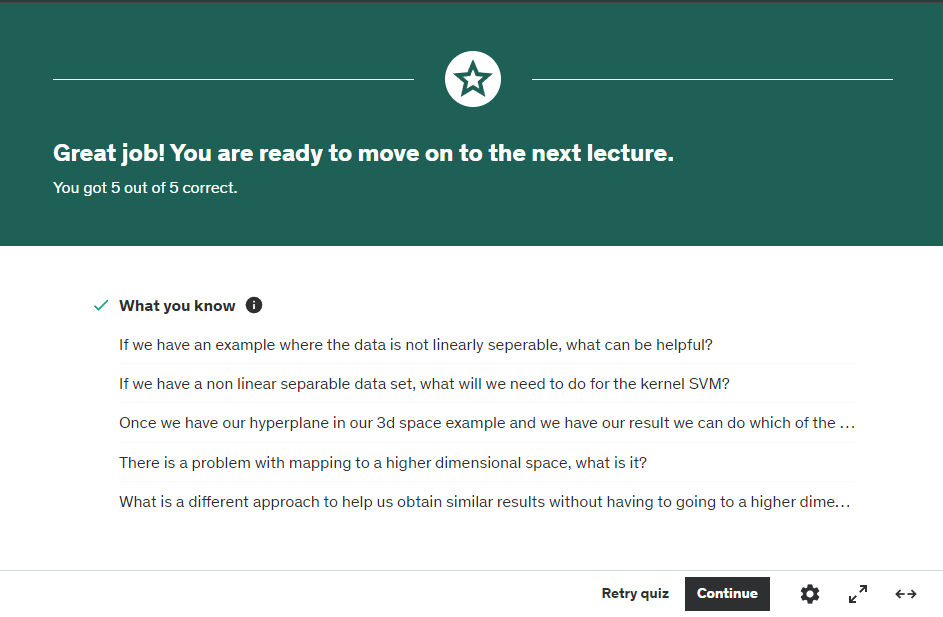 Great job! You are ready to move on to the next lecture.
You got 5 out of 5 correct.
What you know
If we have an example where the data is not linearly seperable, what can be helpful?
If we have a non linear separable data set, what will we need to do for the kernel SVM?
Once we have our hyperplane in our 3d space example and we have our result we can do which of the ...
There is a problem with mapping to a higher dimensional space, what is it?
What is a different approach to help us obtain similar results without having to going to a higher dime...
Retry quiz
Continue